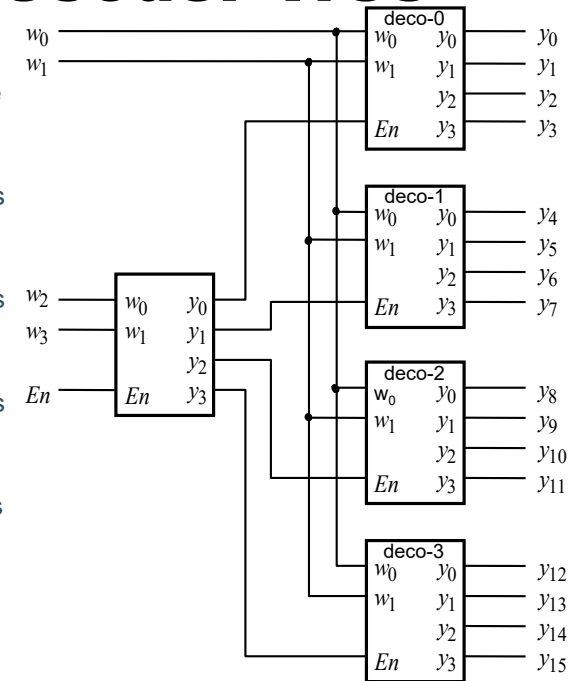 w0
w1
w2
w3
En
w0 y0
w1 y1
y2
En y3
deco-0
w0 y0
w1 y1
y2
En y3
y0
y1
y2
y3
deco-1
w0 y0
w1 y1
y2
En y3
y4
y5
y6
y7
deco-2
w0 y0
w1 y1
y2
En y3
y8
y9
y10
y11
deco-3
w0 y0
w1 y1
y2
En y3
y12
y13
y14
y15